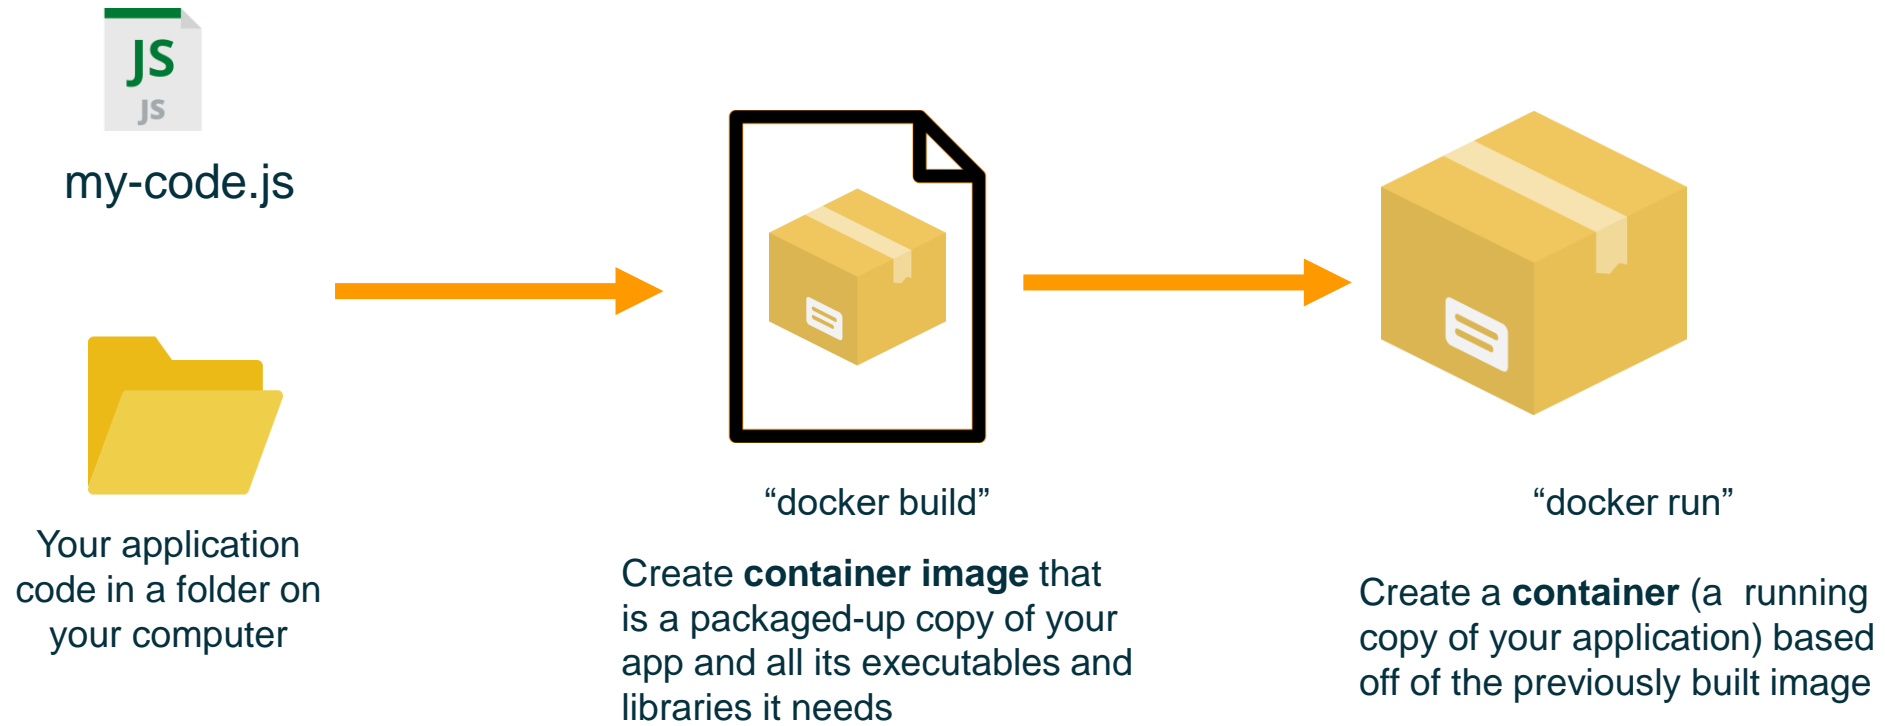 JS
JS
my-code.js
Your application
code in a folder on
your computer
“docker build”
Create container image that
is a packaged-up copy of your
app and all its executables and
libraries it needs
“docker run”
Create a container (a  running
copy of your application) based
off of the previously built image